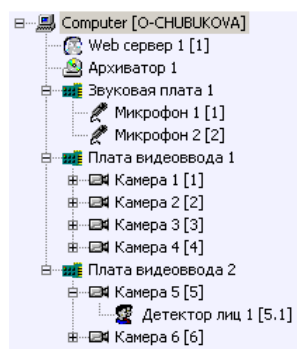 Computer [O-CHUBUKOVA]
Web сервер 1 [1]
Архиватор 1
Звуковая плата 1
Микрофон 1 [1]
Микрофон 2 [2]
Плата видеоввода 1
Камера 1 [1]
Камера 2 [2]
Камера 3 [3]
Камера 4 [4]
Плата видеоввода 2
Камера 5 [5]
Детектор лиц 1 [5.1]
Камера 6 [6]